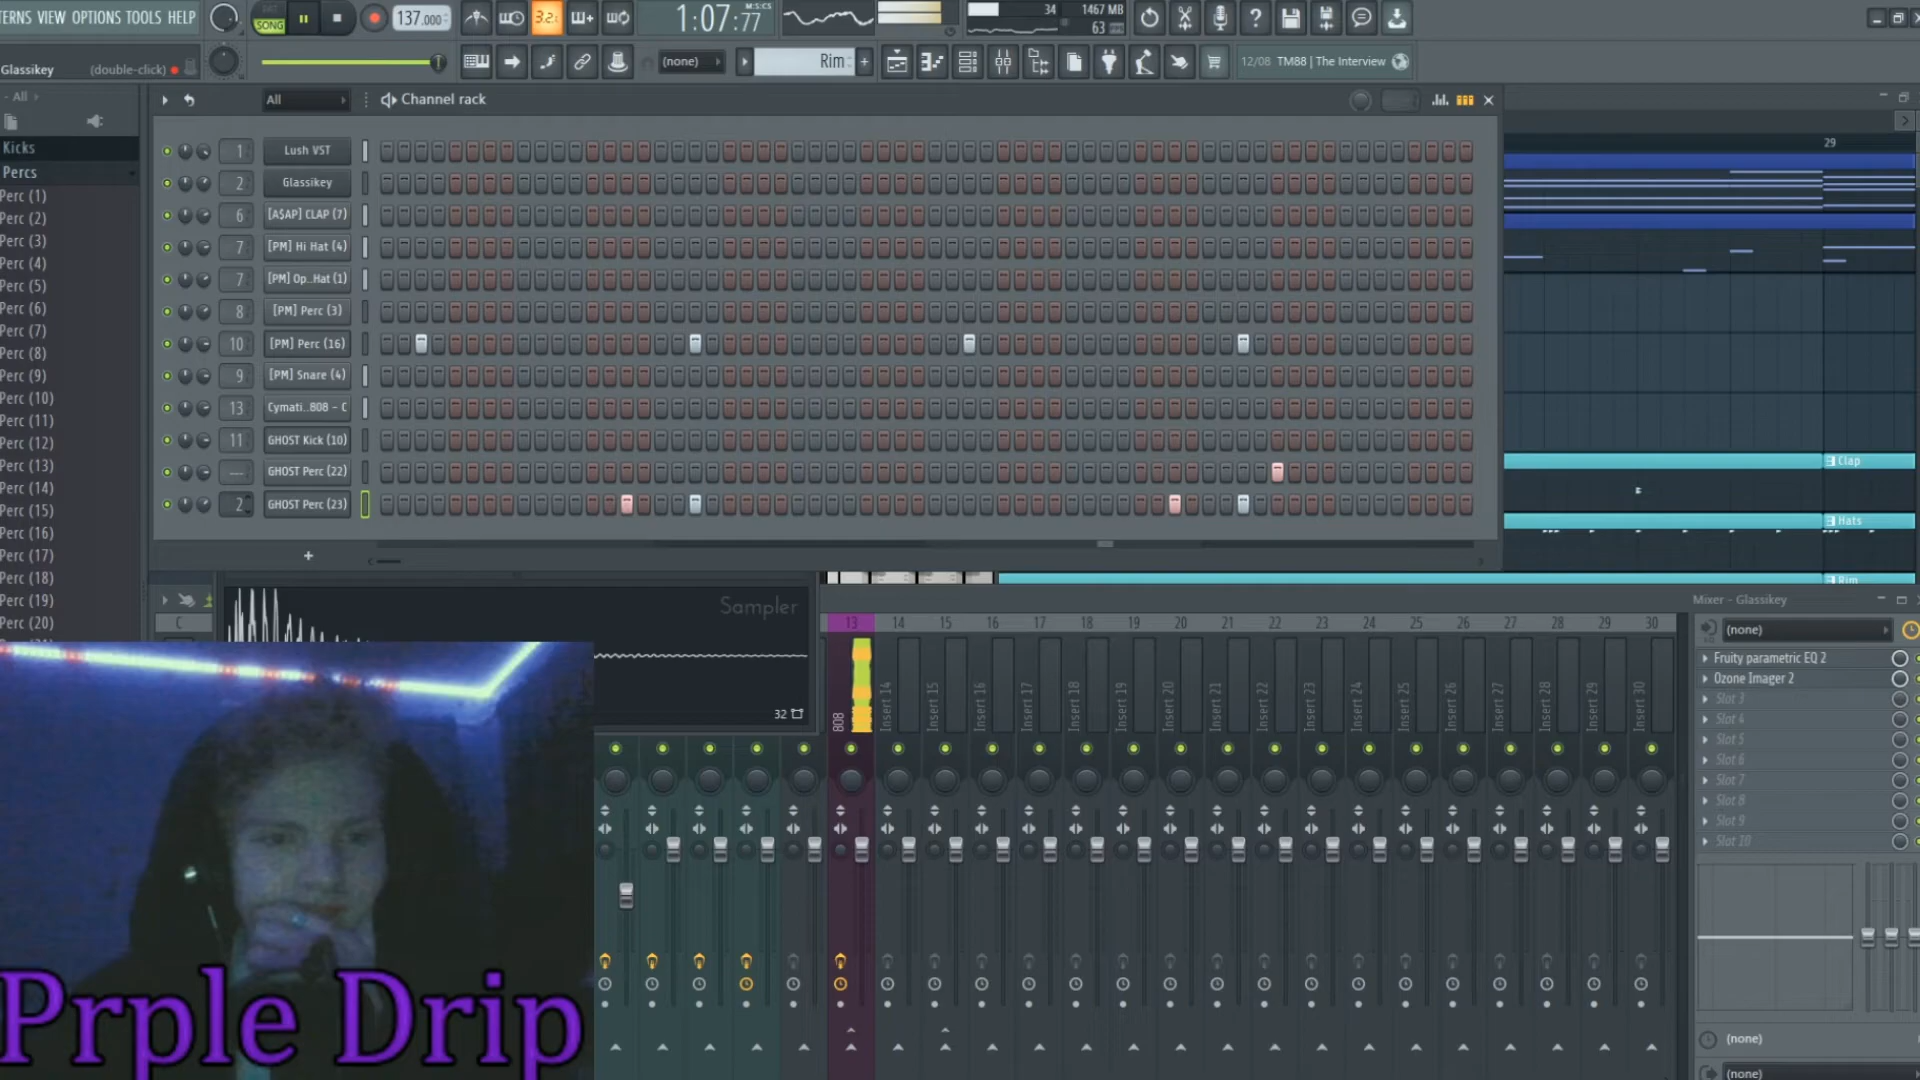 TERNS VIEW OPTIONS TOOLS HELP
SONG
137.000
3.2
1:07:77
M:S:CS
34
1467 MB
63
Glassikey (double-click)
(none)
Rim
12/08 TM88 | The Interview
All
All
Channel rack
Kicks
Percs
Perc (1)
Perc (2)
Perc (3)
Perc (4)
Perc (5)
Perc (6)
Perc (7)
Perc (8)
Perc (9)
Perc (10)
Perc (11)
Perc (12)
Perc (13)
Perc (14)
Perc (15)
Perc (16)
Perc (17)
Perc (18)
Perc (19)
Perc (20)
1 Lush VST
2 Glassikey
6 [A$AP] CLAP (7)
7 [PM] Hi Hat (4)
7 [PM] Op..Hat (1)
8 [PM] Perc (3)
10 [PM] Perc (16)
9 [PM] Snare (4)
13 Cymati..808 - C
11 GHOST Kick (10)
--- GHOST Perc (22)
2 GHOST Perc (23)
29
Clap
Hats
Rim
C
Sampler
32
13 14 15 16 17 18 19 20 21 22 23 24 25 26 27 28 29 30
808
Insert 14
Insert 15
Insert 16
Insert 17
Insert 18
Insert 19
Insert 20
Insert 21
Insert 22
Insert 23
Insert 24
Insert 25
Insert 26
Insert 27
Insert 28
Insert 29
Insert 30
Mixer - Glassikey
(none)
Fruity parametric EQ 2
Ozone Imager 2
Slot 3
Slot 4
Slot 5
Slot 6
Slot 7
Slot 8
Slot 9
Slot 10
(none)
(none)
Prple Drip